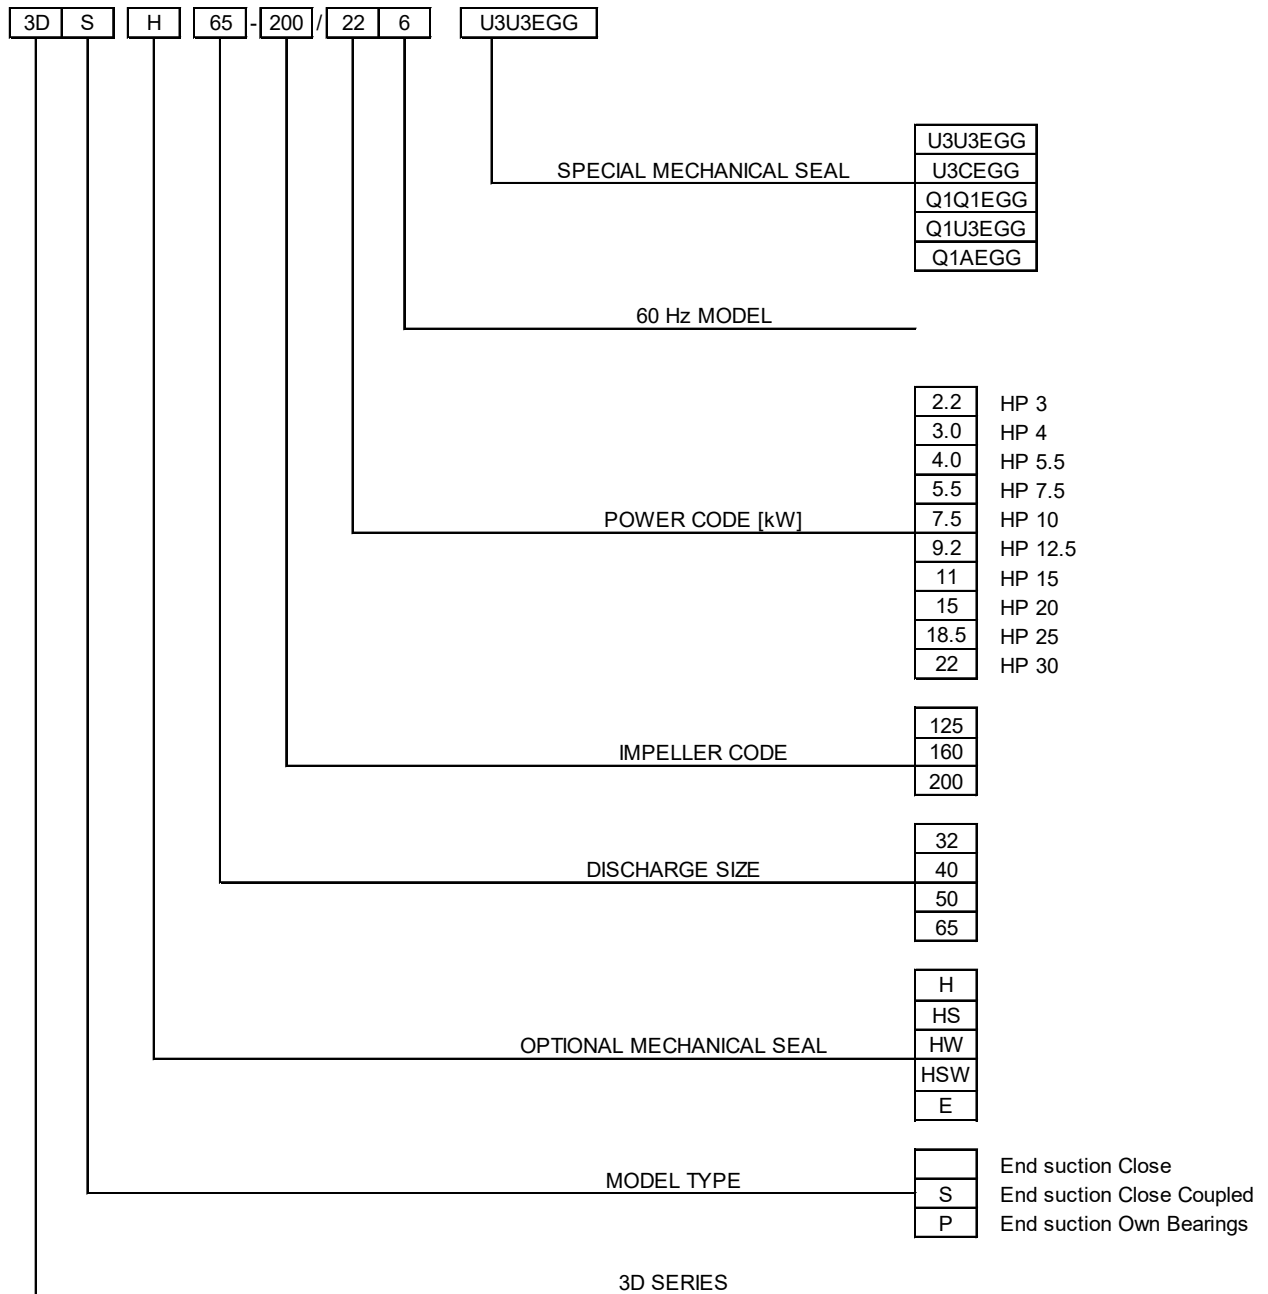 3D S H 65 - 200 / 22 6 U3U3EGG
U3U3EGG
SPECIAL MECHANICAL SEAL U3CEGG
Q1Q1EGG
Q1U3EGG
Q1AEGG
60 Hz MODEL
2.2 HP 3
3.0 HP 4
4.0 HP 5.5
5.5 HP 7.5
POWER CODE [kW] 7.5 HP 10
9.2 HP 12.5
11 HP 15
15 HP 20
18.5 HP 25
22 HP 30
125
IMPELLER CODE 160
200
32
DISCHARGE SIZE 40
50
65
H
HS
OPTIONAL MECHANICAL SEAL HW
HSW
E
End suction Close
MODEL TYPE S End suction Close Coupled
P End suction Own Bearings
3D SERIES